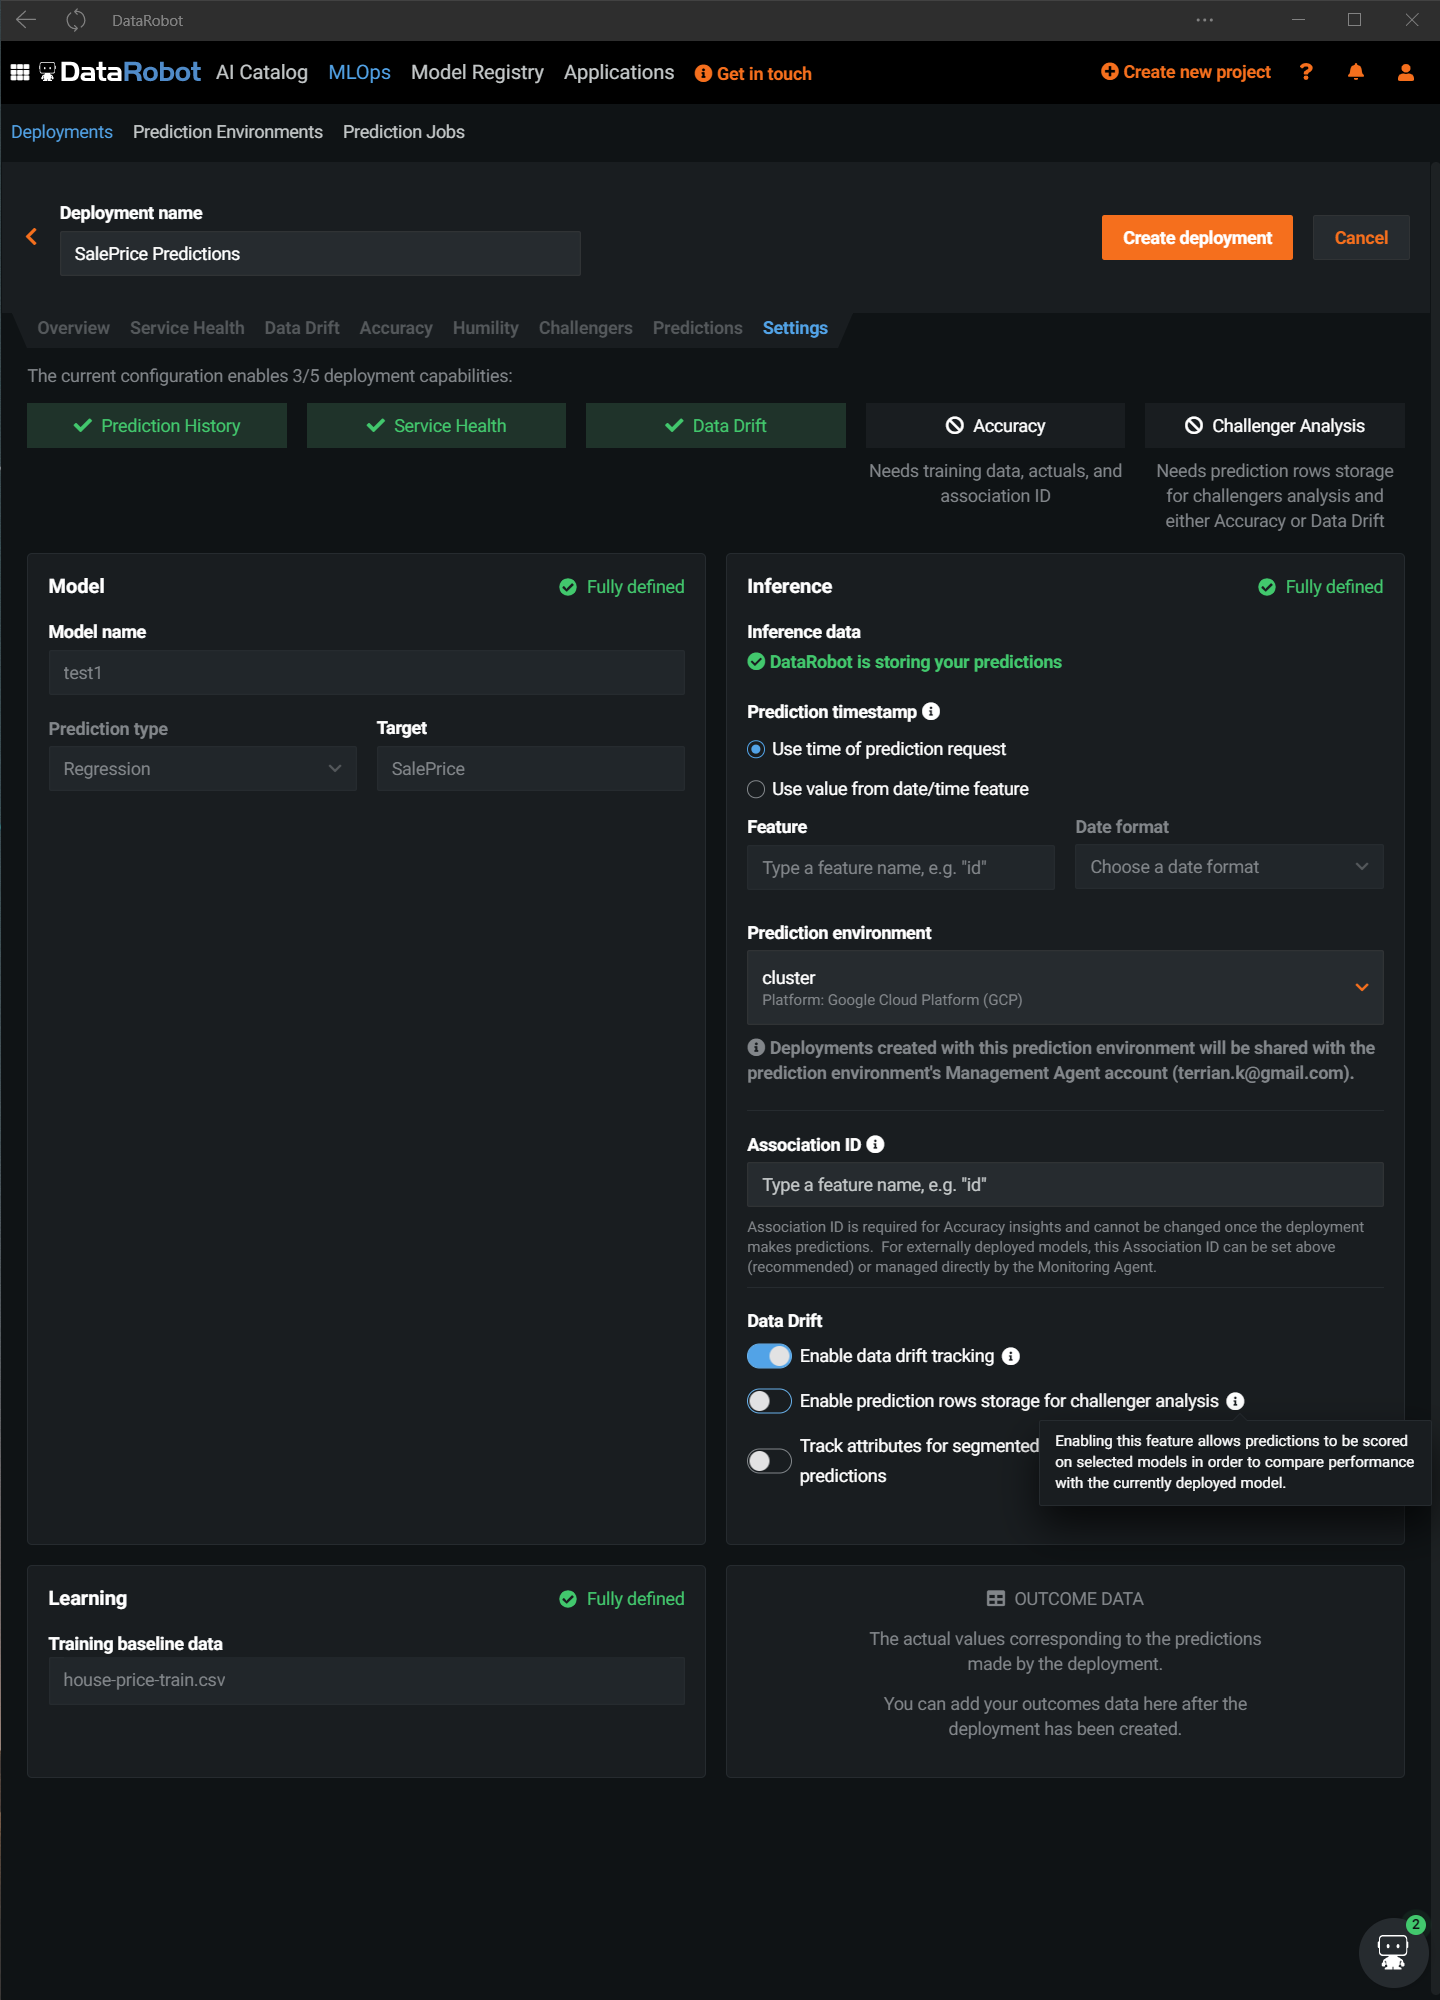 DataRobot
DataRobot AI Catalog MLOps Model Registry Applications Get in touch Create new project ?
Deployments Prediction Environments Prediction Jobs
Deployment name
SalePrice Predictions
Create deployment Cancel
Overview Service Health Data Drift Accuracy Humility Challengers Predictions Settings
The current configuration enables 3/5 deployment capabilities:
Prediction History
Service Health
Data Drift
Accuracy
Needs training data, actuals, and
association ID
Challenger Analysis
Needs prediction rows storage
for challengers analysis and
either Accuracy or Data Drift
Model Fully defined
Model name
test1
Prediction type Target
Regression SalePrice
Inference Fully defined
Inference data
DataRobot is storing your predictions
Prediction timestamp
Use time of prediction request
Use value from date/time feature
Feature Date format
Type a feature name, e.g. "id" Choose a date format
Prediction environment
cluster
Platform: Google Cloud Platform (GCP)
Deployments created with this prediction environment will be shared with the
prediction environment's Management Agent account (terrian.k@gmail.com).
Association ID
Type a feature name, e.g. "id"
Association ID is required for Accuracy insights and cannot be changed once the deployment
makes predictions. For externally deployed models, this Association ID can be set above
(recommended) or managed directly by the Monitoring Agent.
Data Drift
Enable data drift tracking
Enable prediction rows storage for challenger analysis
Track attributes for segmented
predictions
Enabling this feature allows predictions to be scored
on selected models in order to compare performance
with the currently deployed model.
Learning Fully defined
Training baseline data
house-price-train.csv
OUTCOME DATA
The actual values corresponding to the predictions
made by the deployment.
You can add your outcomes data here after the
deployment has been created.
2